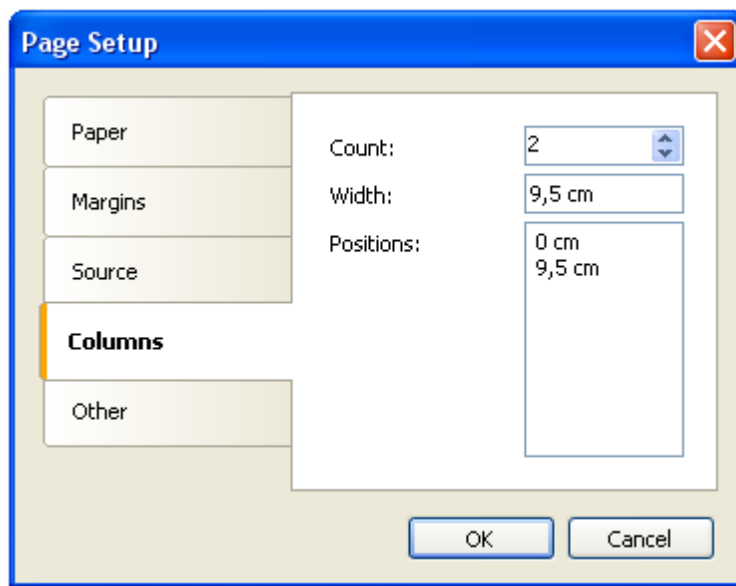 Page Setup
Paper
Margins
Source
Columns
Other
Count: 2
Width: 9,5 cm
Positions: 0 cm
9,5 cm
OK Cancel